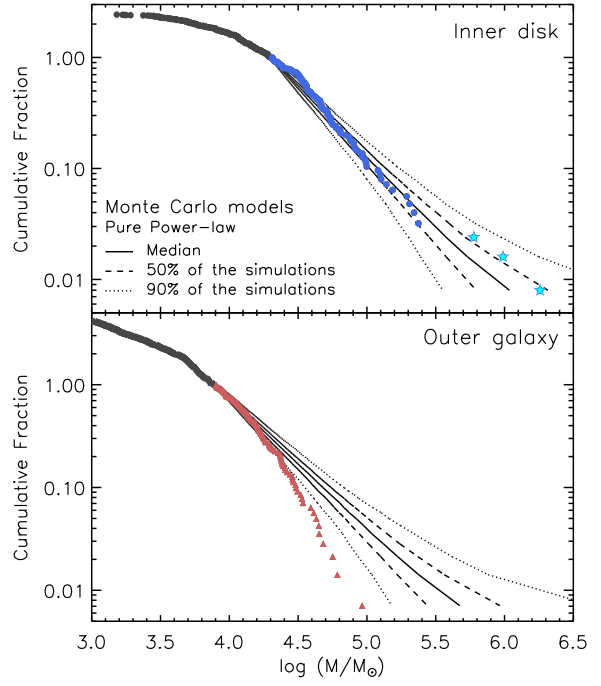 Inner disk
1.00
0.10
0.01
Cumulative Fraction
Monte Carlo models
Pure Power-law
Median
50% of the simulations
90% of the simulations
Outer galaxy
1.00
0.10
0.01
Cumulative Fraction
3.0 3.5 4.0 4.5 5.0 5.5 6.0 6.5
log (M/M☉)